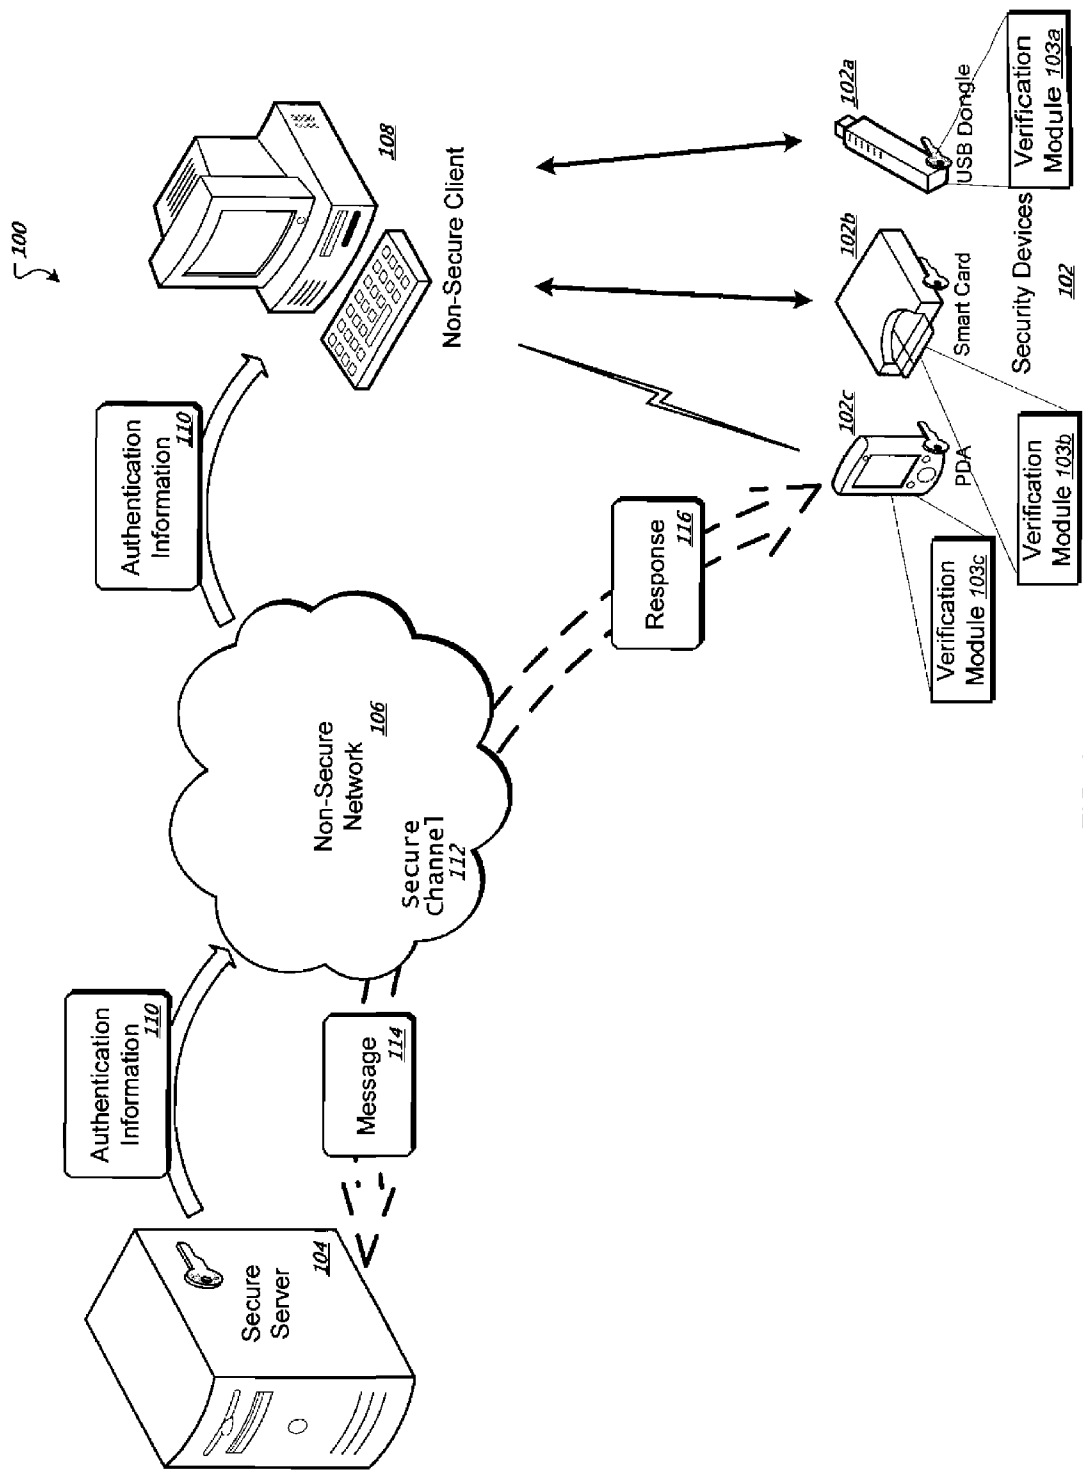 100
Authentication
Information
110
Authentication
Information
110
Secure
Server
104
Message
114
Non-Secure
Network
106
Secure
Channel
112
Response
116
108
Non-Secure Client
102c
PDA
102b
Smart Card
102a
USB Dongle
Security Devices
102
Verification
Module 103c
Verification
Module 103b
Verification
Module 103a